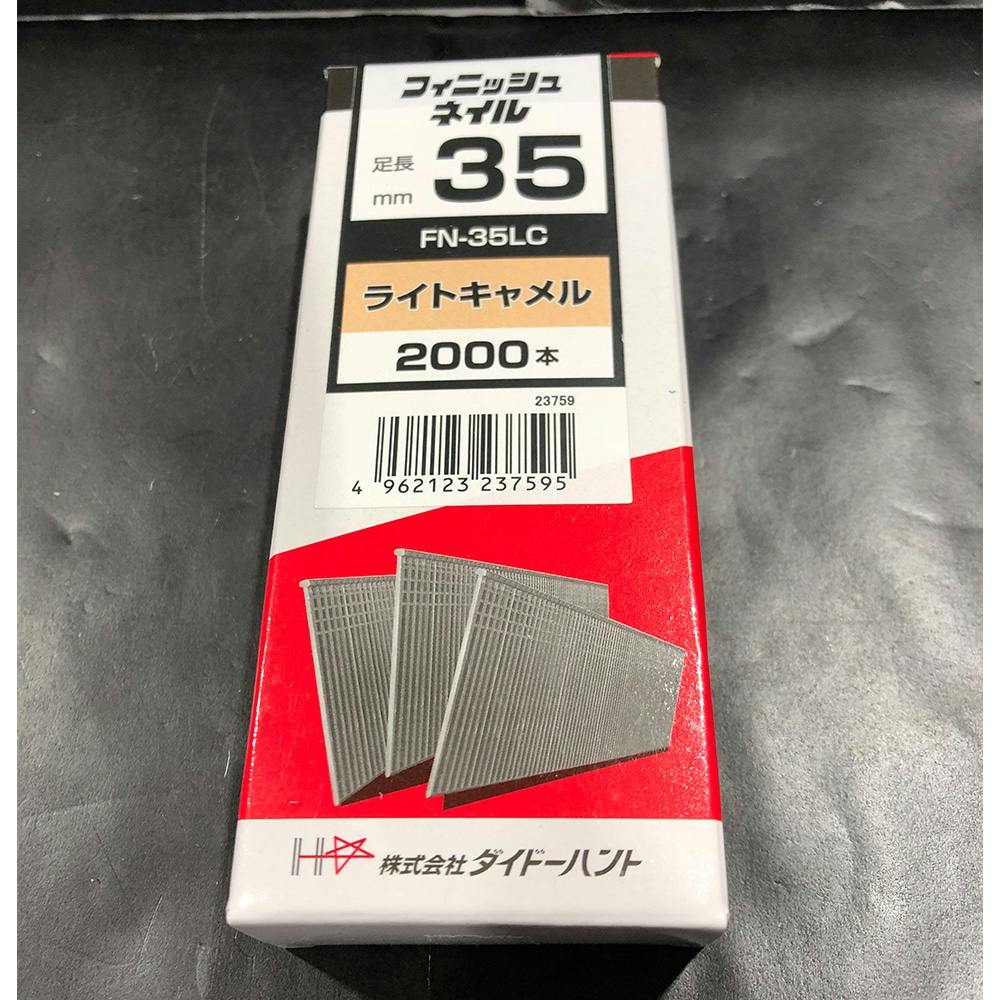 フィニッシュ
ネイル
足長
mm
35
FN-35LC
ライトキャメル
2000本
23759
4 962123 237595
株式会社ダイドーハント